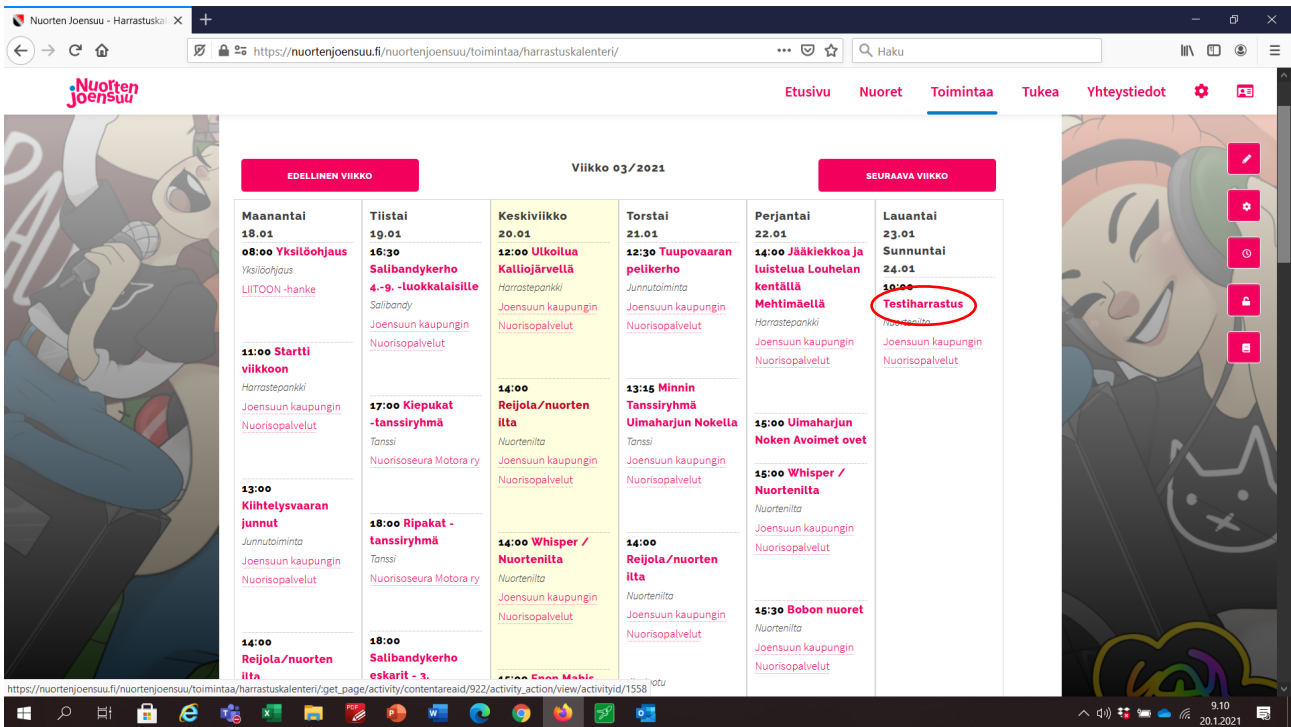 Nuorten Joensuu - Harrastuskal
https://nuortenjoensuu.fi/nuortenjoensuu/toimintaa/harrastuskalenteri/
Haku
Nuorten
Joensuu
Etusivu
Nuoret
Toimintaa
Tukea
Yhteystiedot
EDELLINEN VIIKKO
Viikko 03/2021
SEURAAVA VIIKKO
Maanantai
18.01
08:00 Yksilöohjaus
Yksilöohjaus
LIITOON -hanke
11:00 Startti
viikkoon
Harrastepankki
Joensuun kaupungin
Nuorisopalvelut
13:00
Kiihtelysvaaran
junnut
Junnutoiminta
Joensuun kaupungin
Nuorisopalvelut
14:00
Reijola/nuorten
ilta
Tiistai
19.01
16:30
Salibandykerho
4.-9. -luokkalaisille
Salibandy
Joensuun kaupungin
Nuorisopalvelut
17:00 Kiepukat
-tanssiryhmä
Tanssi
Nuorisoseura Motora ry
18:00 Ripakat -
tanssiryhmä
Tanssi
Nuorisoseura Motora ry
18:00
Salibandykerho
eskarit - 3.
Keskiviikko
20.01
12:00 Ulkoilua
Kalliojärvellä
Harrastepankki
Joensuun kaupungin
Nuorisopalvelut
14:00
Reijola/nuorten
ilta
Nuortenilta
Joensuun kaupungin
Nuorisopalvelut
14:00 Whisper /
Nuortenilta
Nuortenilta
Joensuun kaupungin
Nuorisopalvelut
15:00 Enon Mahis
Torstai
21.01
12:30 Tuupovaaran
pelikerho
Junnutoiminta
Joensuun kaupungin
Nuorisopalvelut
13:15 Minnin
Tanssiryhmä
Uimaharjun Nokella
Tanssi
Joensuun kaupungin
Nuorisopalvelut
14:00
Reijola/nuorten
ilta
Nuortenilta
Joensuun kaupungin
Nuorisopalvelut
Perjantai
22.01
14:00 Jääkiekkoa ja
luistelua Louhelan
kentällä
Mehtimäellä
Harrastepankki
Joensuun kaupungin
Nuorisopalvelut
15:00 Uimaharjun
Noken Avoimet ovet
15:00 Whisper /
Nuortenilta
Nuortenilta
Joensuun kaupungin
Nuorisopalvelut
15:30 Bobon nuoret
Nuortenilta
Joensuun kaupungin
Nuorisopalvelut
Lauantai
23.01
Sunnuntai
24.01
Testiharrastus
Nuortenilta
Joensuun kaupungin
Nuorisopalvelut
https://nuortenjoensuu.fi/nuortenjoensuu/toimintaa/harrastuskalenteri/:get_page/activity/contentareaid/922/activity_action/view/activityid/1558
9.10
20.1.2021